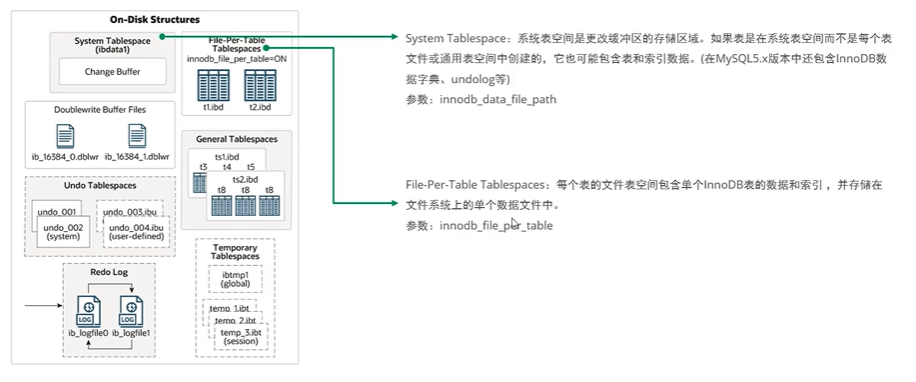 On-Disk Structures
System Tablespace
(ibdata1)
Change Buffer
File-Per-Table
Tablespaces
innodb_file_per_table=ON
t1.ibd
t2.ibd
Doublewrite Buffer Files
ib_16384_0.dblwr
ib_16384_1.dblwr
General Tablespaces
ts1.ibd
t3 t4 t5
ts2.ibd
t8 t8 t8
Undo Tablespaces
undo_001
undo_002
(system)
undo_003.ibu
undo_004.ibu
(user-defined)
Temporary
Tablespaces
ibtmp1
(global)
temp_1.ibt
temp_2.ibt
temp_3.ibt
(session)
Redo Log
LOG
LOG
ib_logfile0
ib_logfile1
System Tablespace：系统表空间是更改缓冲区的存储区域。如果表是在系统表空间而不是每个表
文件或通用表空间中创建的，它也可能包含表和索引数据。(在MySQL5.x版本中还包含InnoDB数
据字典、undolog等)
参数：innodb_data_file_path
File-Per-Table Tablespaces：每个表的文件表空间包含单个InnoDB表的数据和索引 ，并存储在
文件系统上的单个数据文件中。
参数：innodb_file_per_table